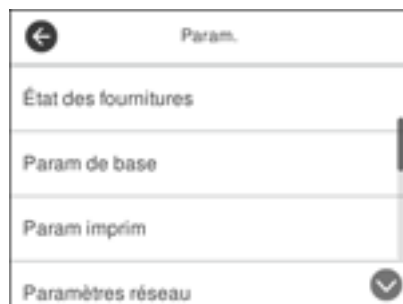 Param.
État des fournitures
Param de base
Param imprim
Paramètres réseau